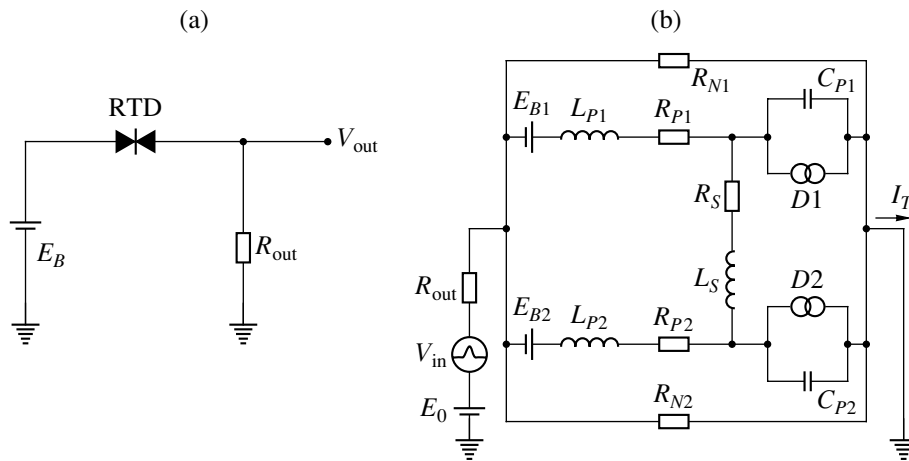 (a)
RTD
V_out
E_B
R_out
(b)
R_N1
C_P1
E_B1
L_P1
R_P1
D1
R_S
I_T
L_S
D2
R_out
E_B2
L_P2
R_P2
V_in
C_P2
E_0
R_N2